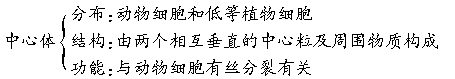 分布：动物细胞和低等植物细胞
中心体
结构：由两个相互垂直的中心粒及周围物质构成
功能：与动物细胞有丝分裂有关